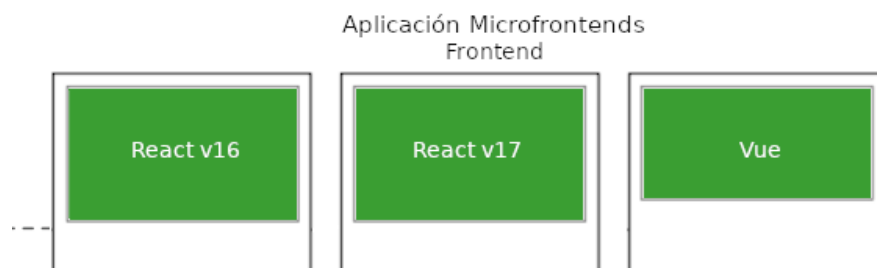 Aplicación Microfrontends
Frontend
React v16
React v17
Vue